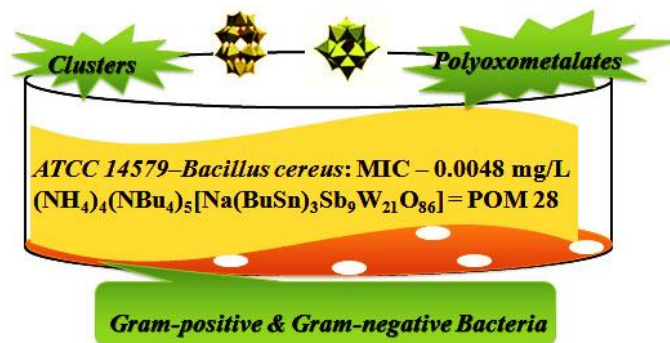 Clusters
Polyoxometalates
ATCC 14579–Bacillus cereus: MIC – 0.0048 mg/L
(NH₄)₄(NBu₄)₅[Na(BuSn)₃Sb₉W₂₁O₈₆] = POM 28
Gram-positive & Gram-negative Bacteria